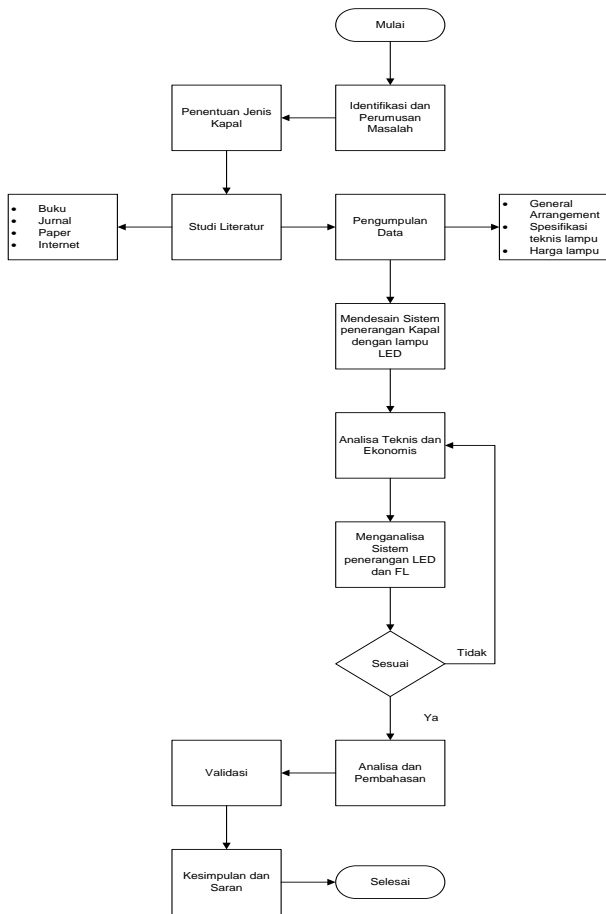 Mulai
Identifikasi dan
Perumusan
Masalah
Penentuan Jenis
Kapal
• Buku
• Jurnal
• Paper
• Internet
Studi Literatur
Pengumpulan
Data
• General
Arrangement
• Spesifikasi
teknis lampu
• Harga lampu
Mendesain Sistem
penerangan Kapal
dengan lampu
LED
Analisa Teknis dan
Ekonomis
Menganalisa
Sistem
penerangan LED
dan FL
Sesuai
Tidak
Ya
Analisa dan
Pembahasan
Validasi
Kesimpulan dan
Saran
Selesai